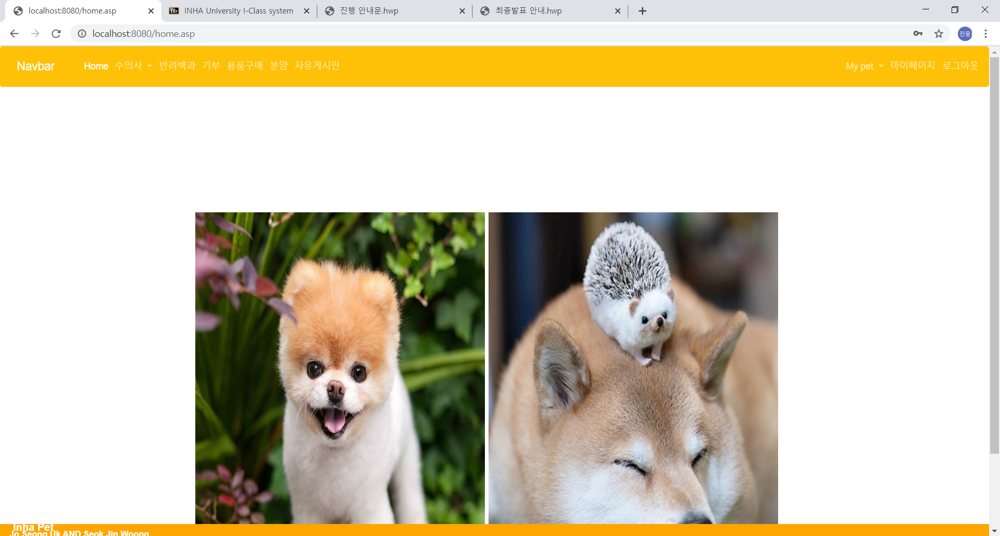 localhost:8080/home.asp INHA University I-Class system 진행 안내문.hwp 최종발표 안내.hwp
localhost:8080/home.asp 진웅
Navbar Home 수의사 반려백과 기부 용품구매 분양 자유게시판 My pet 마이페이지 로그아웃
Inha Pet
Jo Seong Uk AND Seok Jin Woong